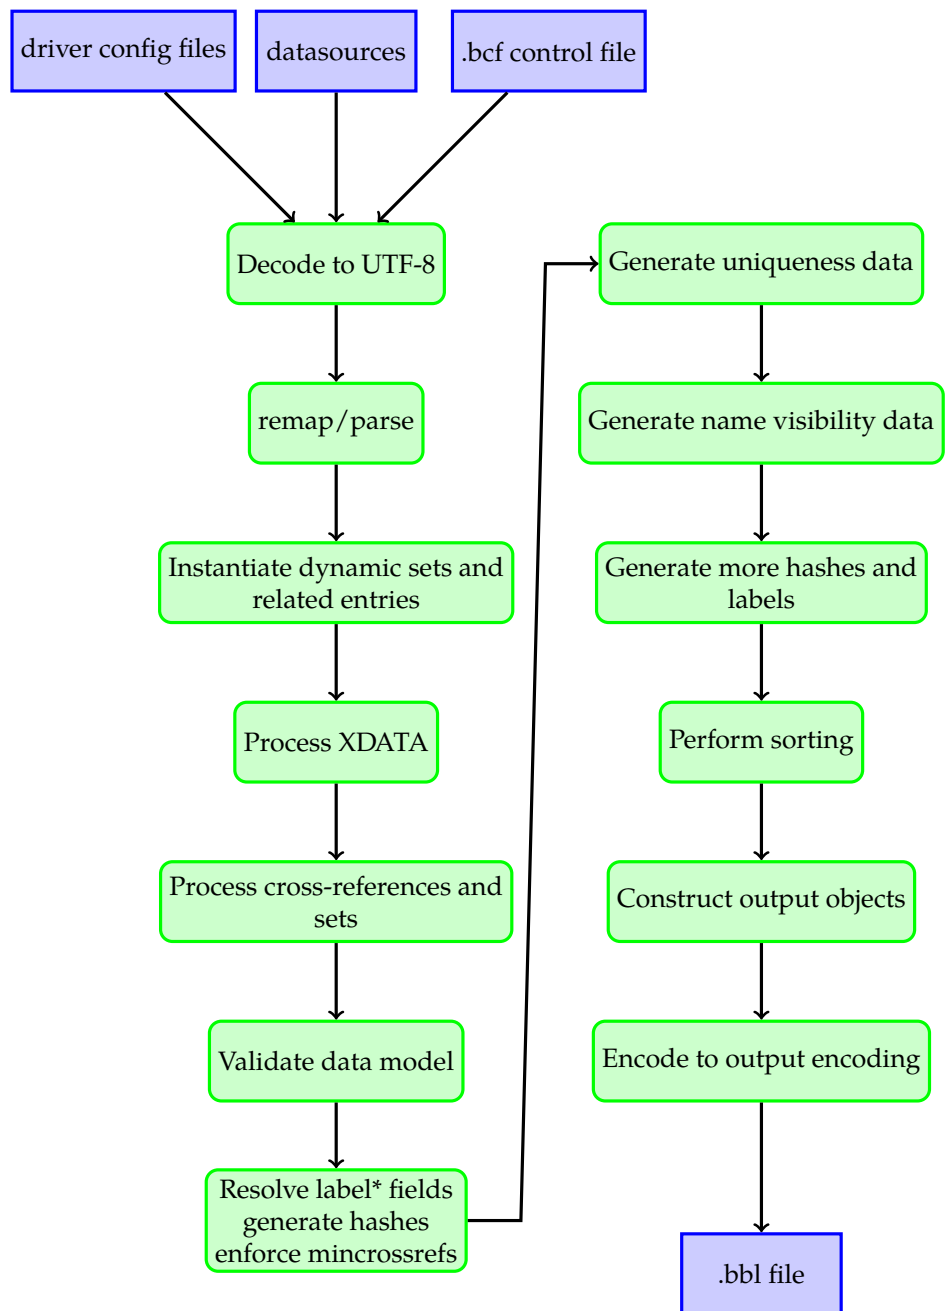 driver config files
datasources
.bcf control file
Decode to UTF-8
remap/parse
Instantiate dynamic sets and
related entries
Process XDATA
Process cross-references and
sets
Validate data model
Resolve label* fields
generate hashes
enforce mincrossrefs
Generate uniqueness data
Generate name visibility data
Generate more hashes and
labels
Perform sorting
Construct output objects
Encode to output encoding
.bbl file